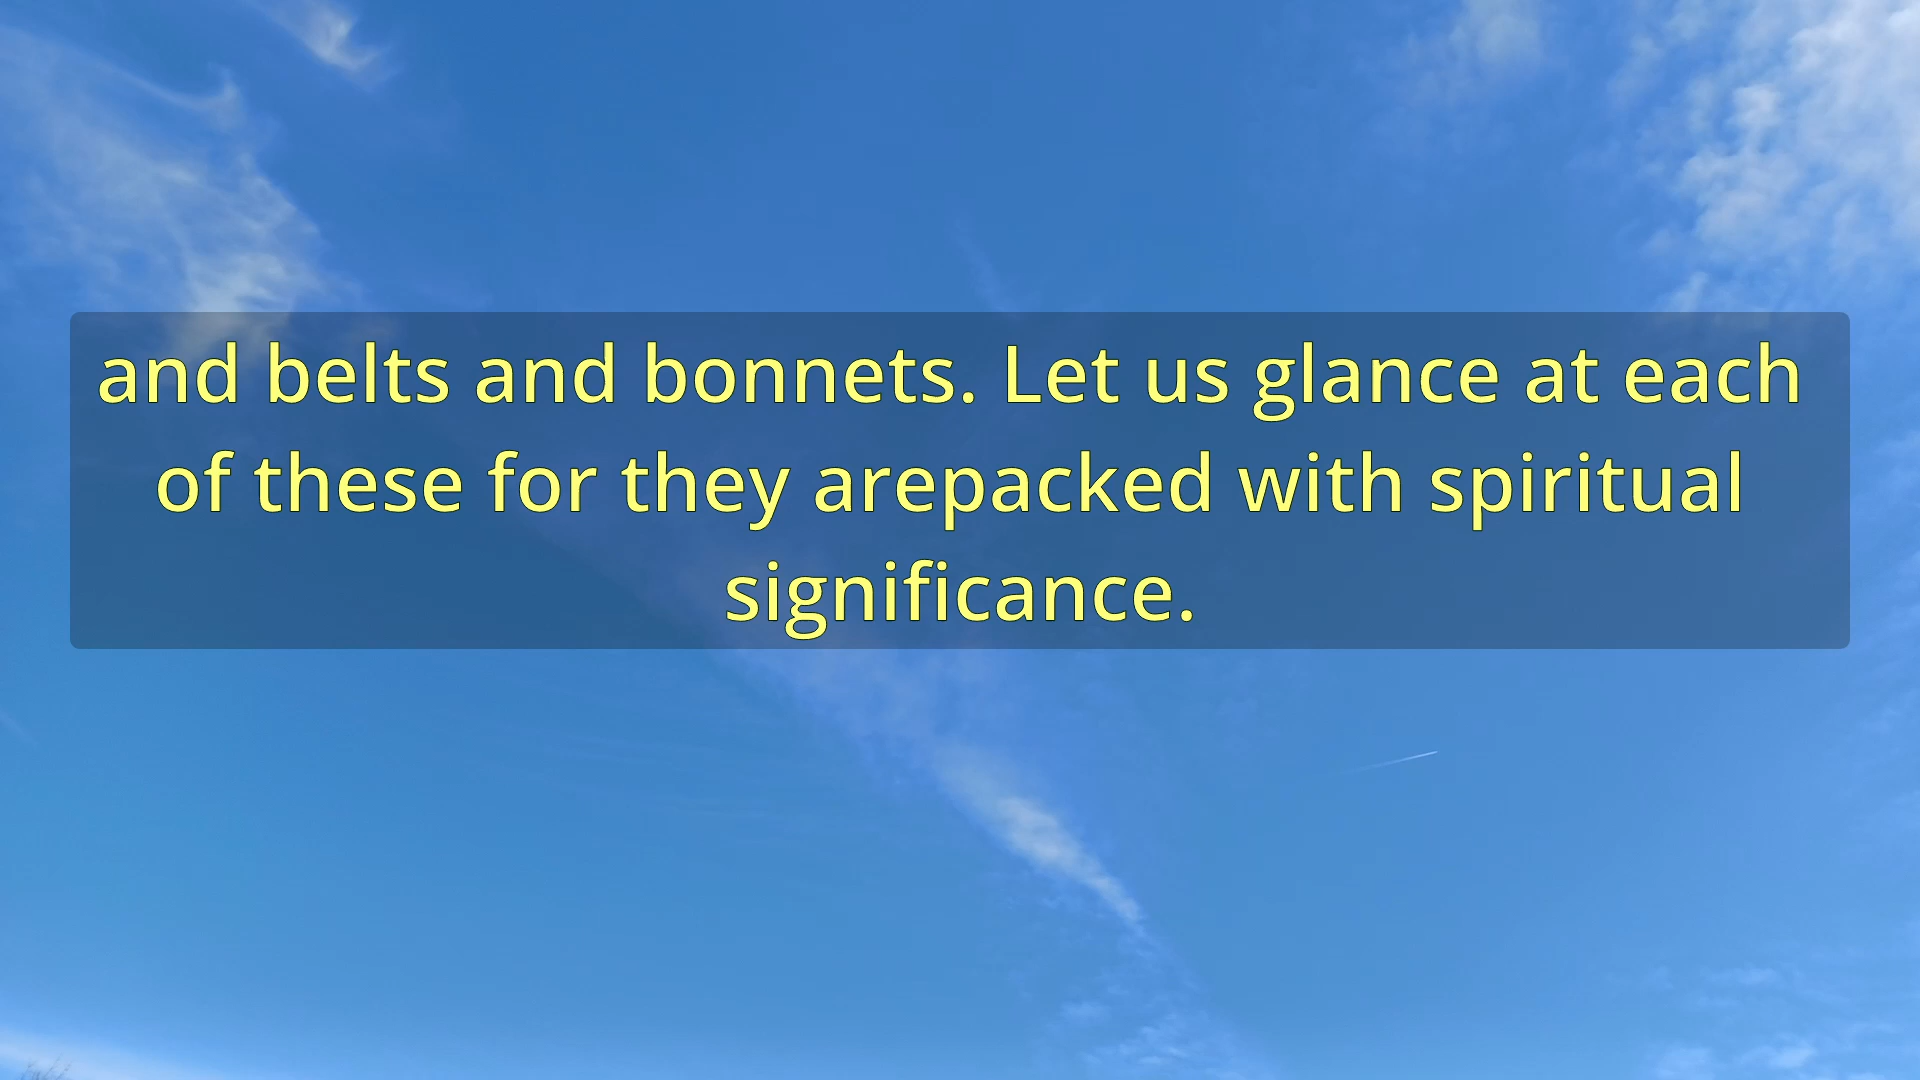 and belts and bonnets. Let us glance at each
of these for they arepacked with spiritual
significance.